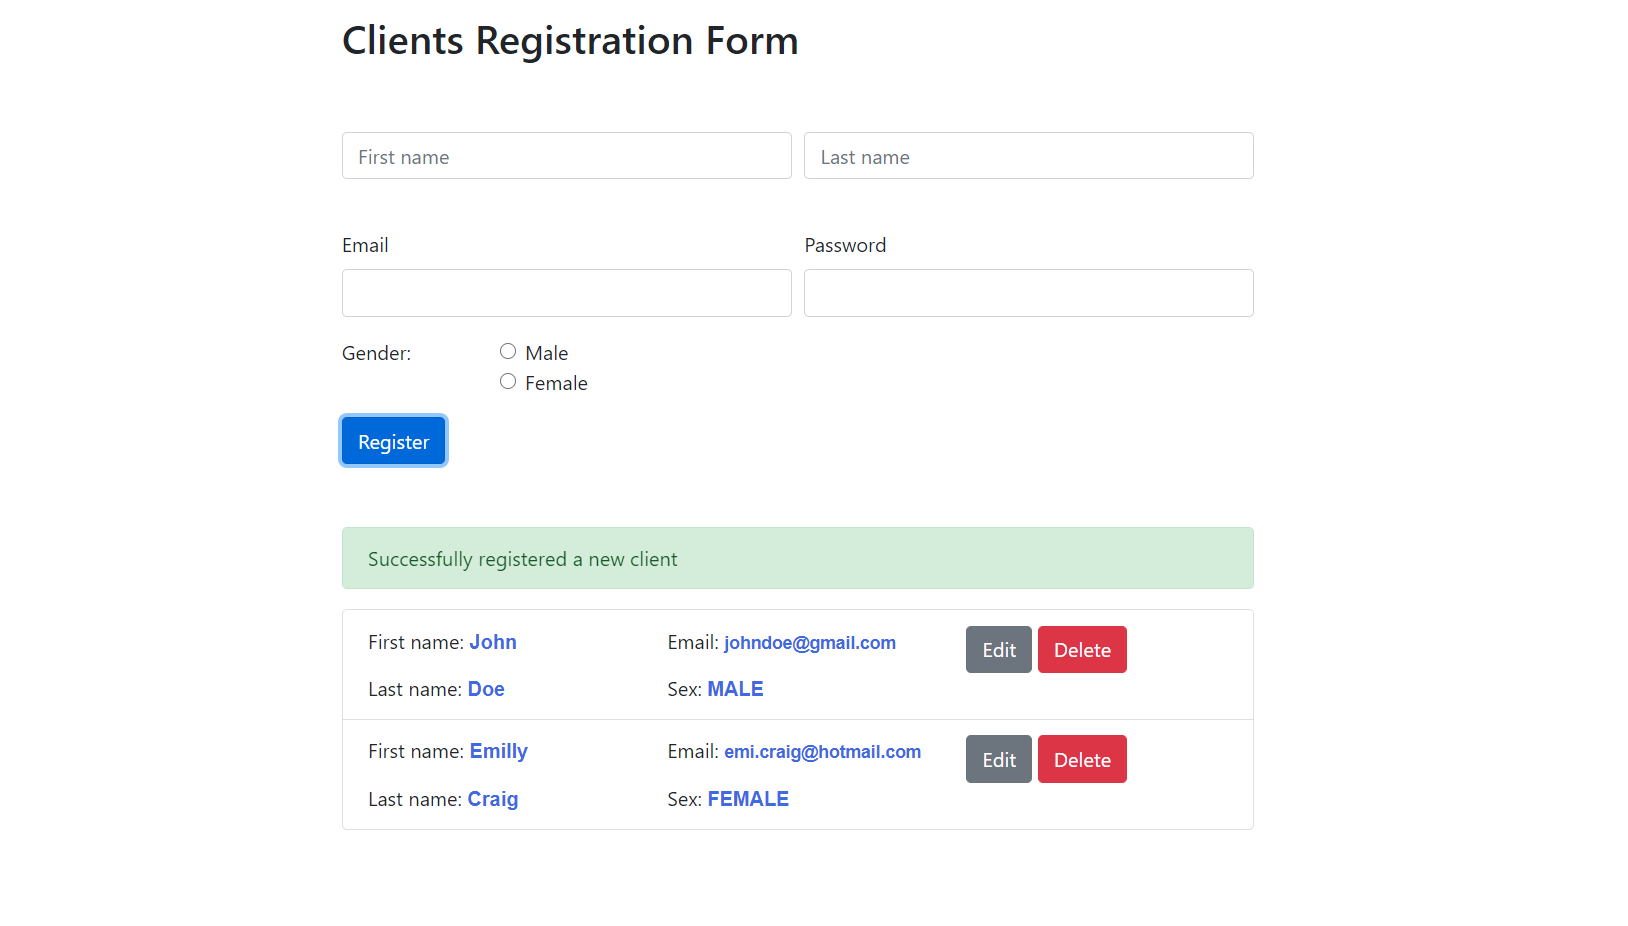 Clients Registration Form
First name Last name
Email Password
Gender: Male
Female
Register
Successfully registered a new client
First name: John Email: johndoe@gmail.com Edit Delete
Last name: Doe Sex: MALE
First name: Emilly Email: emi.craig@hotmail.com Edit Delete
Last name: Craig Sex: FEMALE